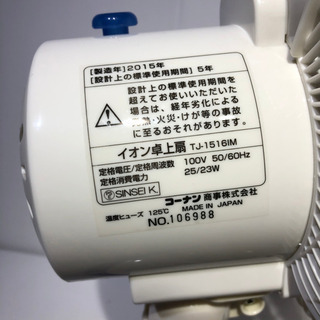 [製造年]2015年
[設計上の標準使用期間]5年
設計上の標準使用期間を
超えてお使いいただいた
場合は、経年劣化による
発熱・火災・けが等の事故
に至るおそれがあります。
イオン卓上扇 TJ-1516IM
定格電圧/定格周波数 100V 50/60Hz
定格消費電力 25/23W
SINSEI K.
コーナン商事株式会社
MADE IN JAPAN
温度ヒューズ 125℃
NO.106988